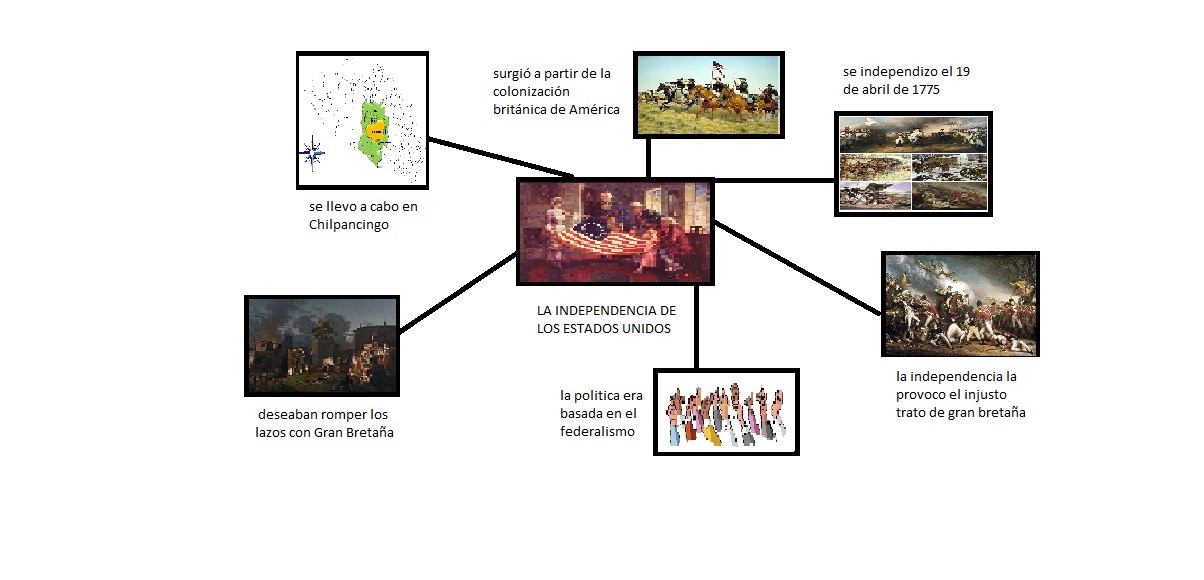 surgió a partir de la
colonización
británica de América
se independizo el 19
de abril de 1775
se llevo a cabo en
Chilpancingo
LA INDEPENDENCIA DE
LOS ESTADOS UNIDOS
deseaban romper los
lazos con Gran Bretaña
la politica era
basada en el
federalismo
la independencia la
provoco el injusto
trato de gran bretaña